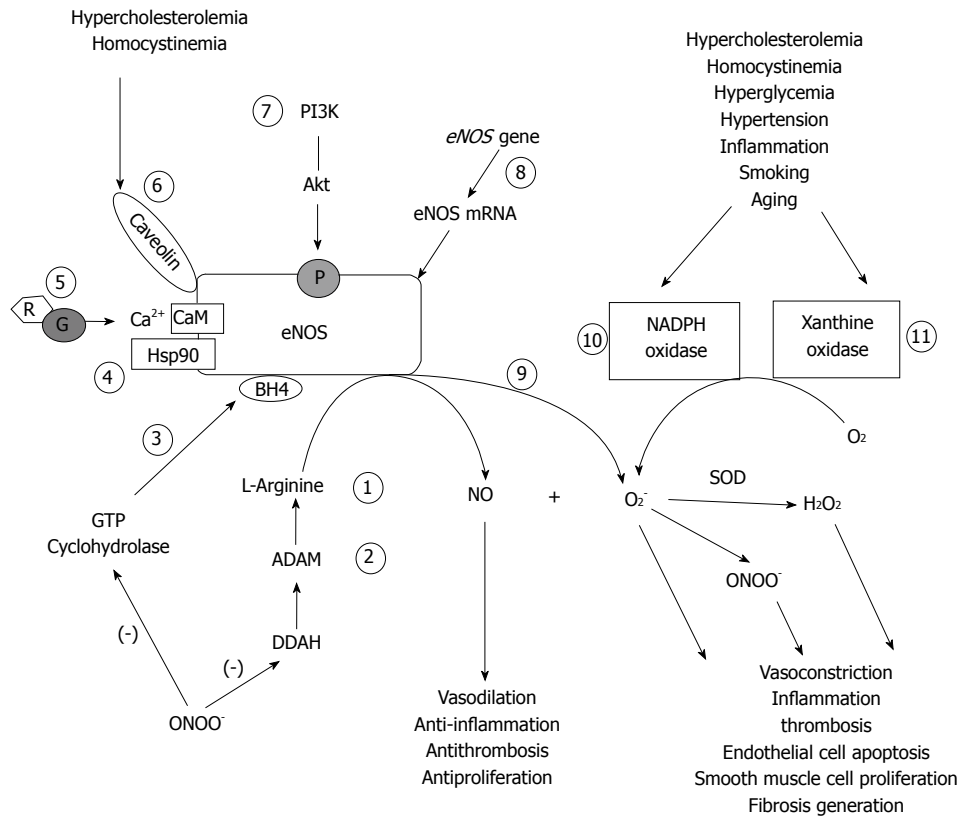 Hypercholesterolemia
Homocystinemia
Hypercholesterolemia
Homocystinemia
Hyperglycemia
Hypertension
Inflammation
Smoking
Aging
7
PI3K
Akt
P
eNOS gene
8
eNOS mRNA
6
Caveolin
5
R
G
Ca²⁺
CaM
eNOS
Hsp90
4
BH4
9
10
NADPH
oxidase
Xanthine
oxidase
11
O₂
3
L-Arginine
1
NO
+
O₂⁻
SOD
H₂O₂
GTP
Cyclohydrolase
ADAM
2
ONOO⁻
DDAH
(-)
(-)
ONOO⁻
Vasodilation
Anti-inflammation
Antithrombosis
Antiproliferation
Vasoconstriction
Inflammation
thrombosis
Endothelial cell apoptosis
Smooth muscle cell proliferation
Fibrosis generation